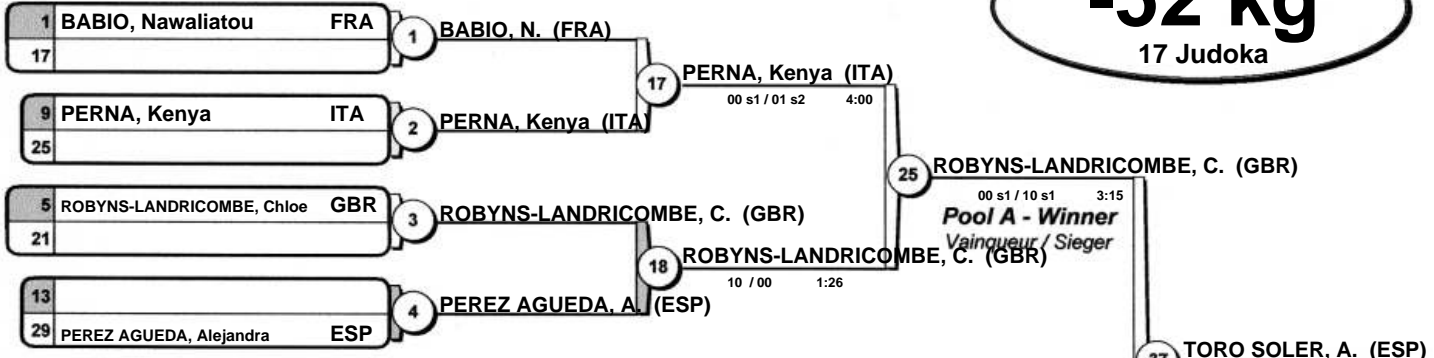 -52 kg
17 Judoka
1 BABIO, Nawaliatou FRA
17
1 BABIO, N. (FRA)
9 PERNA, Kenya ITA
25
2 PERNA, Kenya (ITA)
17 PERNA, Kenya (ITA)
00 s1 / 01 s2 4:00
5 ROBYNS-LANDRICOMBE, Chloe GBR
21
3 ROBYNS-LANDRICOMBE, C. (GBR)
13
29 PEREZ AGUEDA, Alejandra ESP
4 PEREZ AGUEDA, A. (ESP)
18 ROBYNS-LANDRICOMBE, C. (GBR)
10 / 00 1:26
25 ROBYNS-LANDRICOMBE, C. (GBR)
00 s1 / 10 s1 3:15
Pool A - Winner
Vainqueur / Sieger
37 TORO SOLER, A. (ESP)